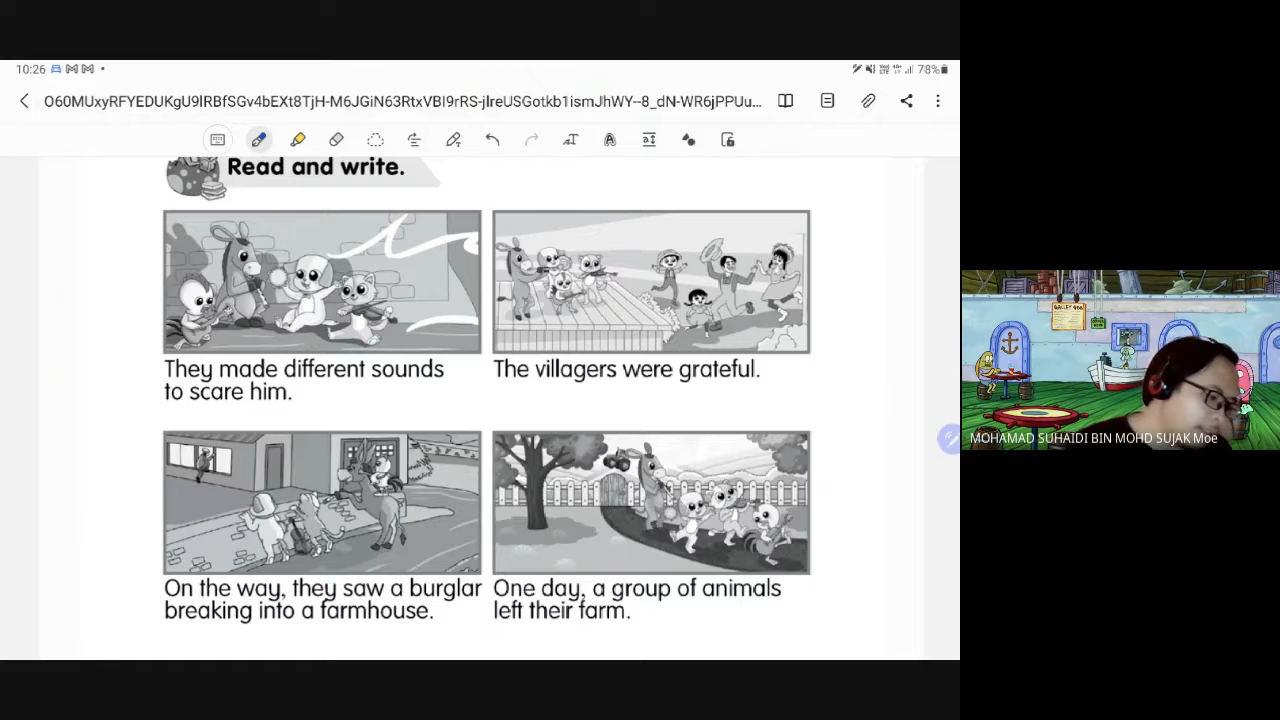 10:26
78%
O60MUxyRFYEDUKgU9lRBfSGv4bEXt8TjH-M6JGiN63RtxVBI9rRS-jlreUSGotkb1ismJhWY--8_dN-WR6jPPUu...
Read and write.
They made different sounds
to scare him.
The villagers were grateful.
On the way, they saw a burglar
breaking into a farmhouse.
One day, a group of animals
left their farm.
MOHAMAD SUHAIDI BIN MOHD SUJAK Moe